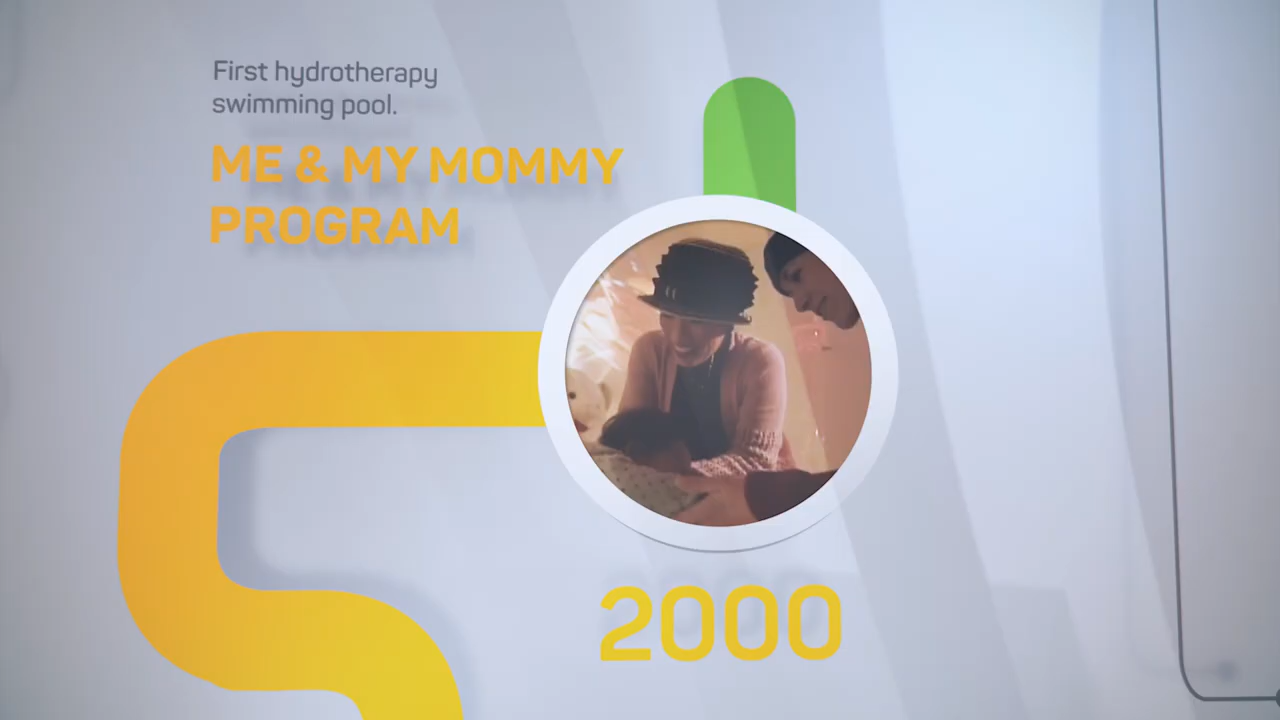 First hydrotherapy
swimming pool.
ME & MY MOMMY
PROGRAM
2000